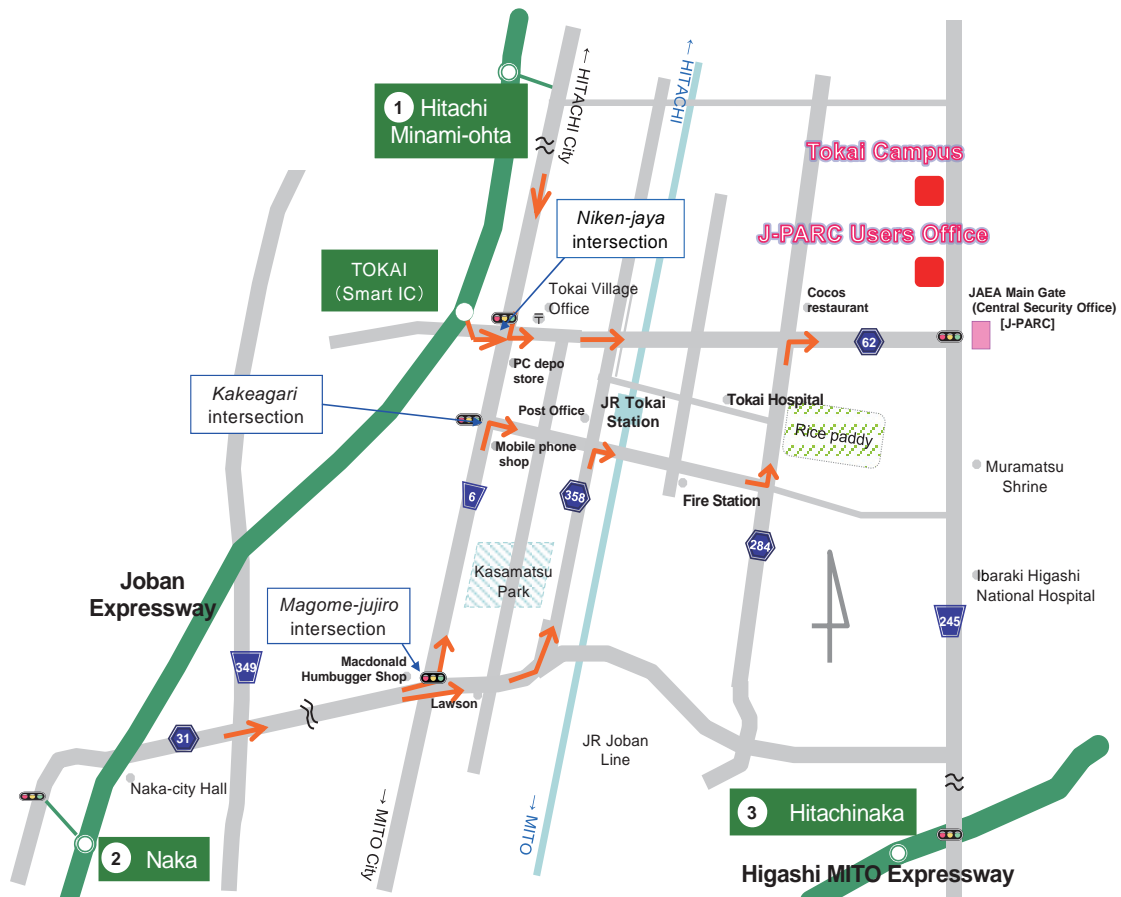 ← HITACHI City
← HITACHI
1 Hitachi
Minami-ohta
Tokai Campus
Niken-jaya
intersection
J-PARC Users Office
TOKAI
（Smart IC）
Tokai Village
Office
〒
Cocos
restaurant
JAEA Main Gate
(Central Security Office)
[J-PARC]
62
PC depo
store
Kakeagari
intersection
Post Office
JR Tokai
Station
Tokai Hospital
Rice paddy
Mobile phone
shop
Muramatsu
Shrine
6
358
Fire Station
284
Kasamatsu
Park
Joban
Expressway
Ibaraki Higashi
National Hospital
Magome-jujiro
intersection
245
349
Macdonald
Humbugger Shop
Lawson
31
JR Joban
Line
Naka-city Hall
→ MITO City
→ MITO
3 Hitachinaka
2 Naka
Higashi MITO Expressway